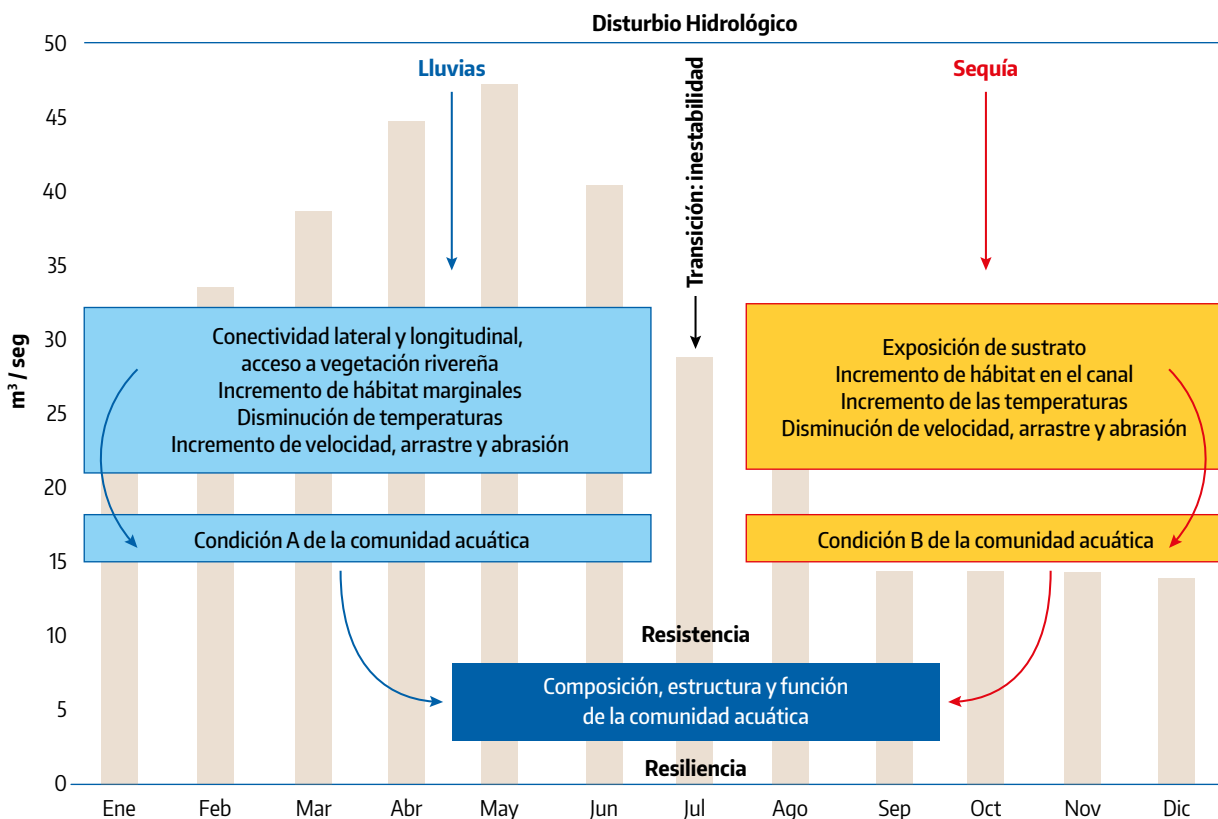 Disturbio Hidrológico
50
45
40
35
30
25
20
15
10
5
0
m³ / seg
Lluvias
Transición: inestabilidad
Sequía
Conectividad lateral y longitudinal,
acceso a vegetación rivereña
Incremento de hábitat marginales
Disminución de temperaturas
Incremento de velocidad, arrastre y abrasión
Exposición de sustrato
Incremento de hábitat en el canal
Incremento de las temperaturas
Disminución de velocidad, arrastre y abrasión
Condición A de la comunidad acuática
Condición B de la comunidad acuática
Resistencia
Composición, estructura y función
de la comunidad acuática
Resiliencia
Ene Feb Mar Abr May Jun Jul Ago Sep Oct Nov Dic